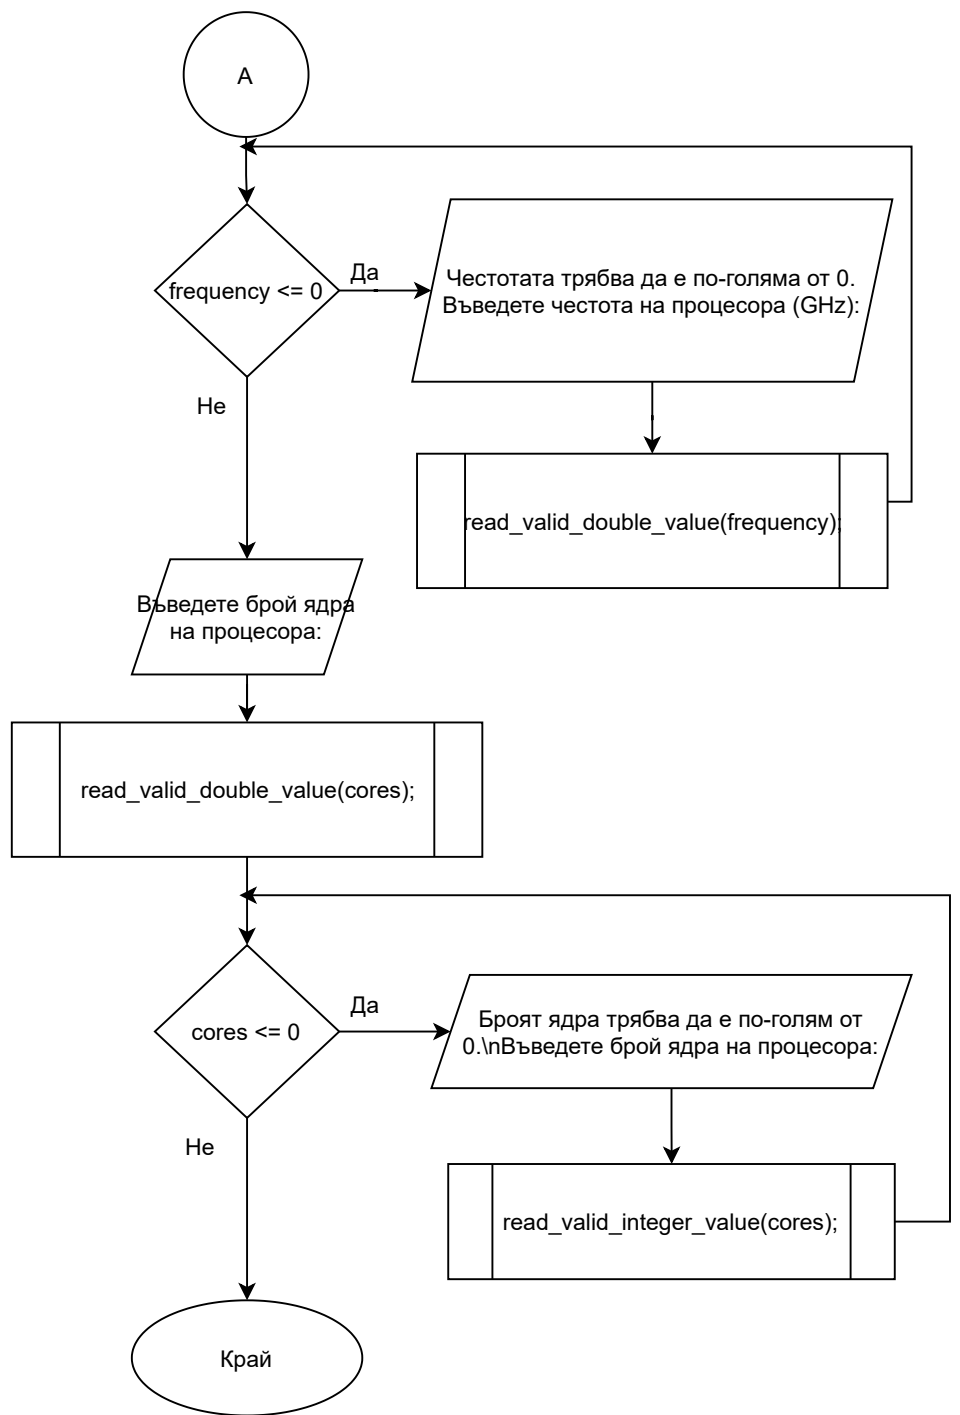 A
frequency <= 0
Да
Честотата трябва да е по-голяма от 0.
Въведете честота на процесора (GHz):
Не
read_valid_double_value(frequency);
Въведете брой ядра
на процесора:
read_valid_double_value(cores);
cores <= 0
Да
Броят ядра трябва да е по-голям от
0.\nВъведете брой ядра на процесора:
Не
read_valid_integer_value(cores);
Край